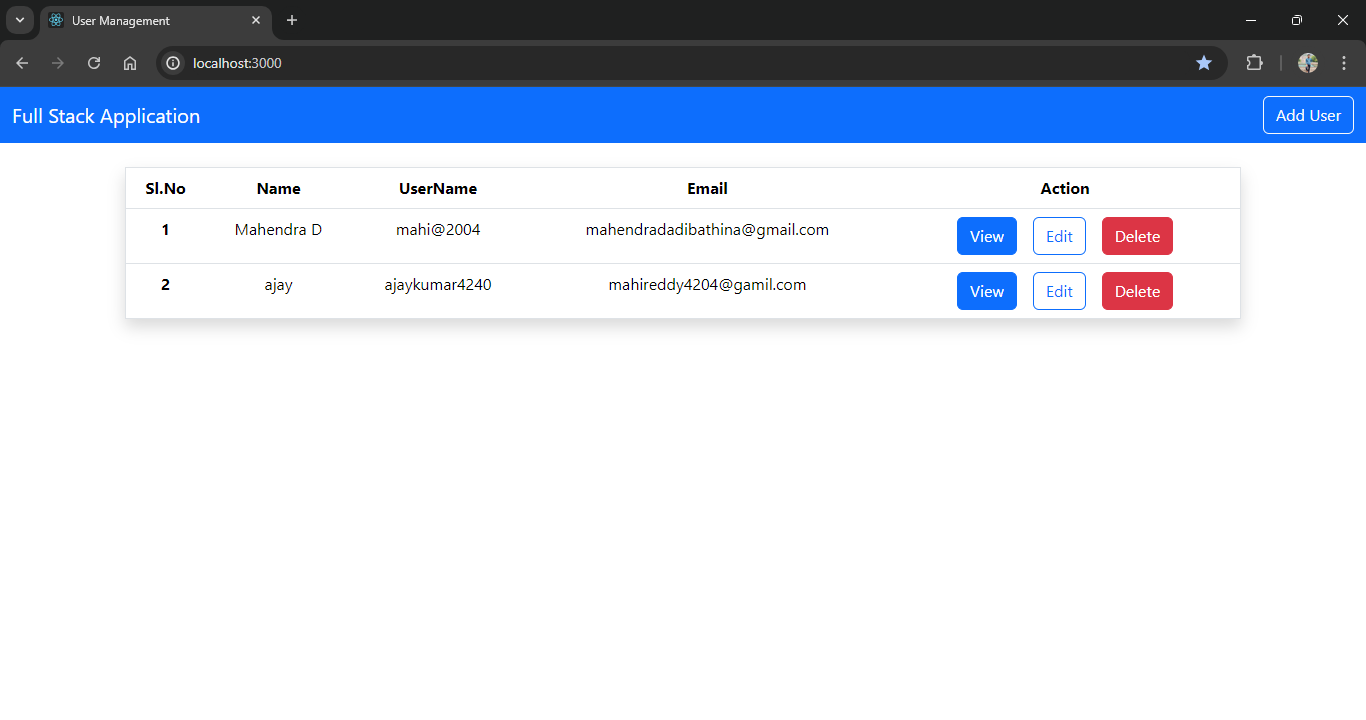 User Management
localhost:3000
Full Stack Application Add User
Sl.No Name UserName Email Action
1 Mahendra D mahi@2004 mahendradadibathina@gmail.com View Edit Delete
2 ajay ajaykumar4240 mahireddy4204@gamil.com View Edit Delete